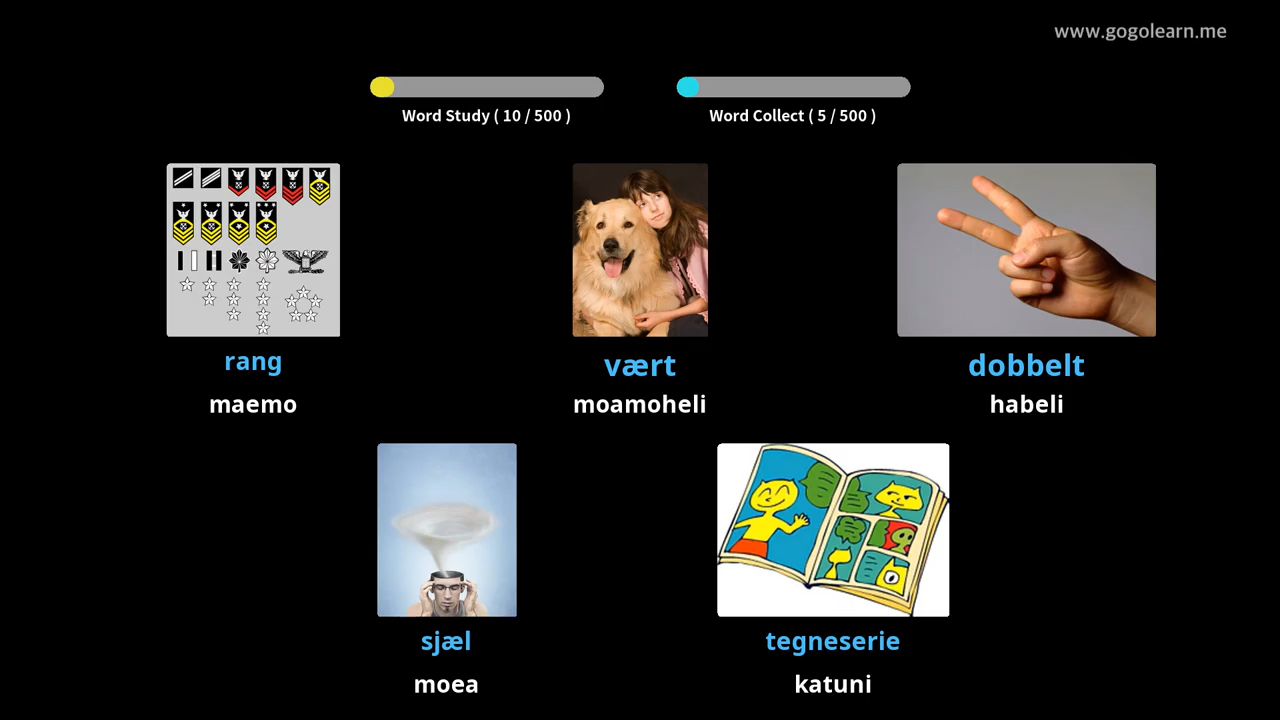 www.gogolearn.me
Word Study ( 10 / 500 )
Word Collect ( 5 / 500 )
rang
vært
dobbelt
maemo
moamoheli
habeli
sjæl
tegneserie
moea
katuni